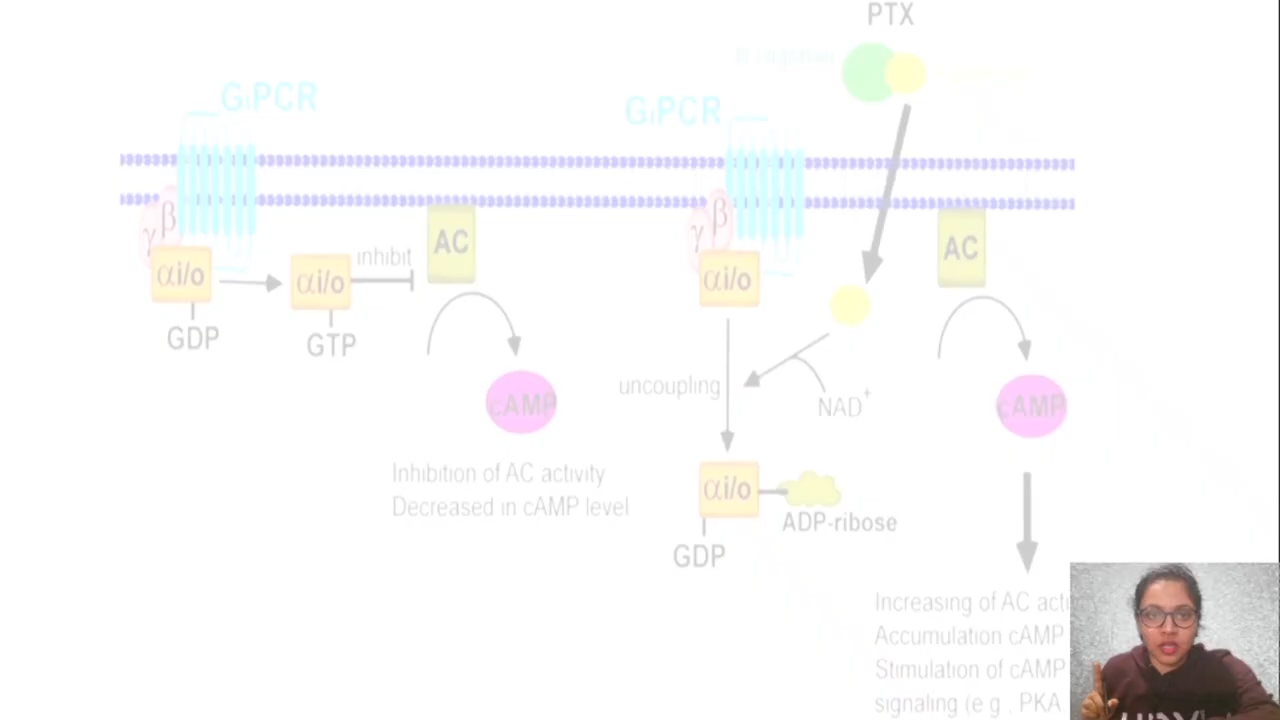 PTX
GiPCR
GiPCR
β
γ
αi/o
GDP
αi/o
GTP
inhibit
AC
cAMP
Inhibition of AC activity
Decreased in cAMP level
β
γ
αi/o
AC
uncoupling
NAD+
cAMP
αi/o
ADP-ribose
GDP
Increasing of AC
Accumulation cAMP
Stimulation of cAMP
signaling (e.g., PKA